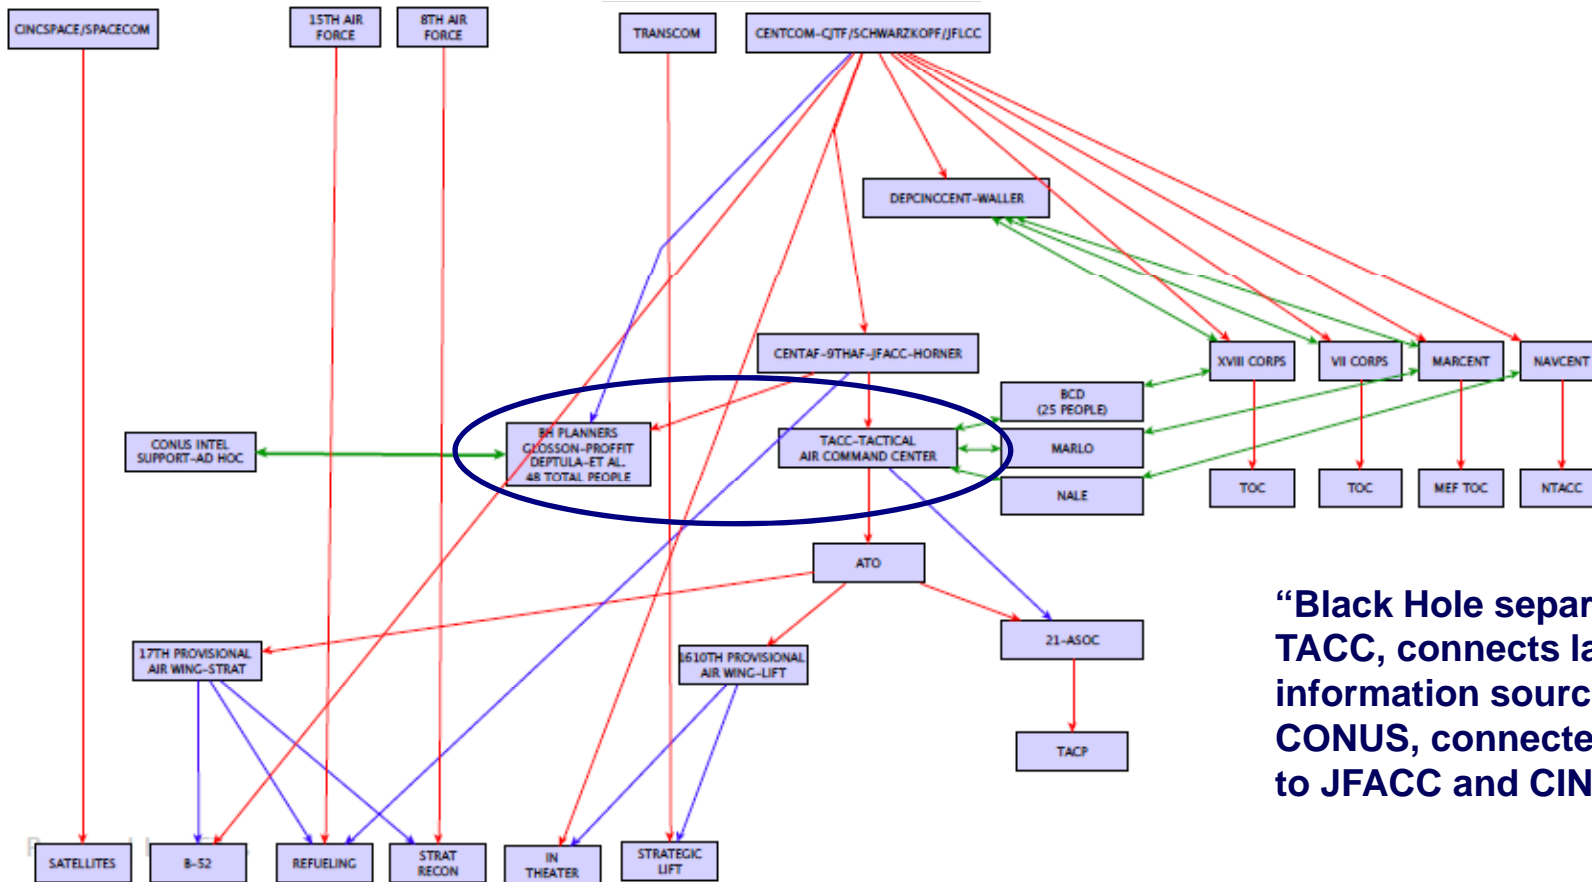 CINCSPACE/SPACECOM
15TH AIR
FORCE
8TH AIR
FORCE
TRANSCOM
CENTCOM-CJTF/SCHWARZKOPF/JFLCC
DEPCINCCENT-WALLER
CENTAF-9THAF-JFACC-HORNER
XVIII CORPS
VII CORPS
MARCENT
NAVCENT
BCD
(25 PEOPLE)
CONUS INTEL
SUPPORT-AD HOC
BH PLANNERS
GLOSSON-PROFFIT
DEPTULA-ET AL.
48 TOTAL PEOPLE
TACC-TACTICAL
AIR COMMAND CENTER
MARLO
NALE
TOC
TOC
MEF TOC
NTACC
ATO
17TH PROVISIONAL
AIR WING-STRAT
1610TH PROVISIONAL
AIR WING-LIFT
21-ASOC
TACP
“Black Hole separ
TACC, connects la
information sourc
CONUS, connecte
to JFACC and CIN
SATELLITES
B-52
REFUELING
STRAT
RECON
IN
THEATER
STRATEGIC
LIFT